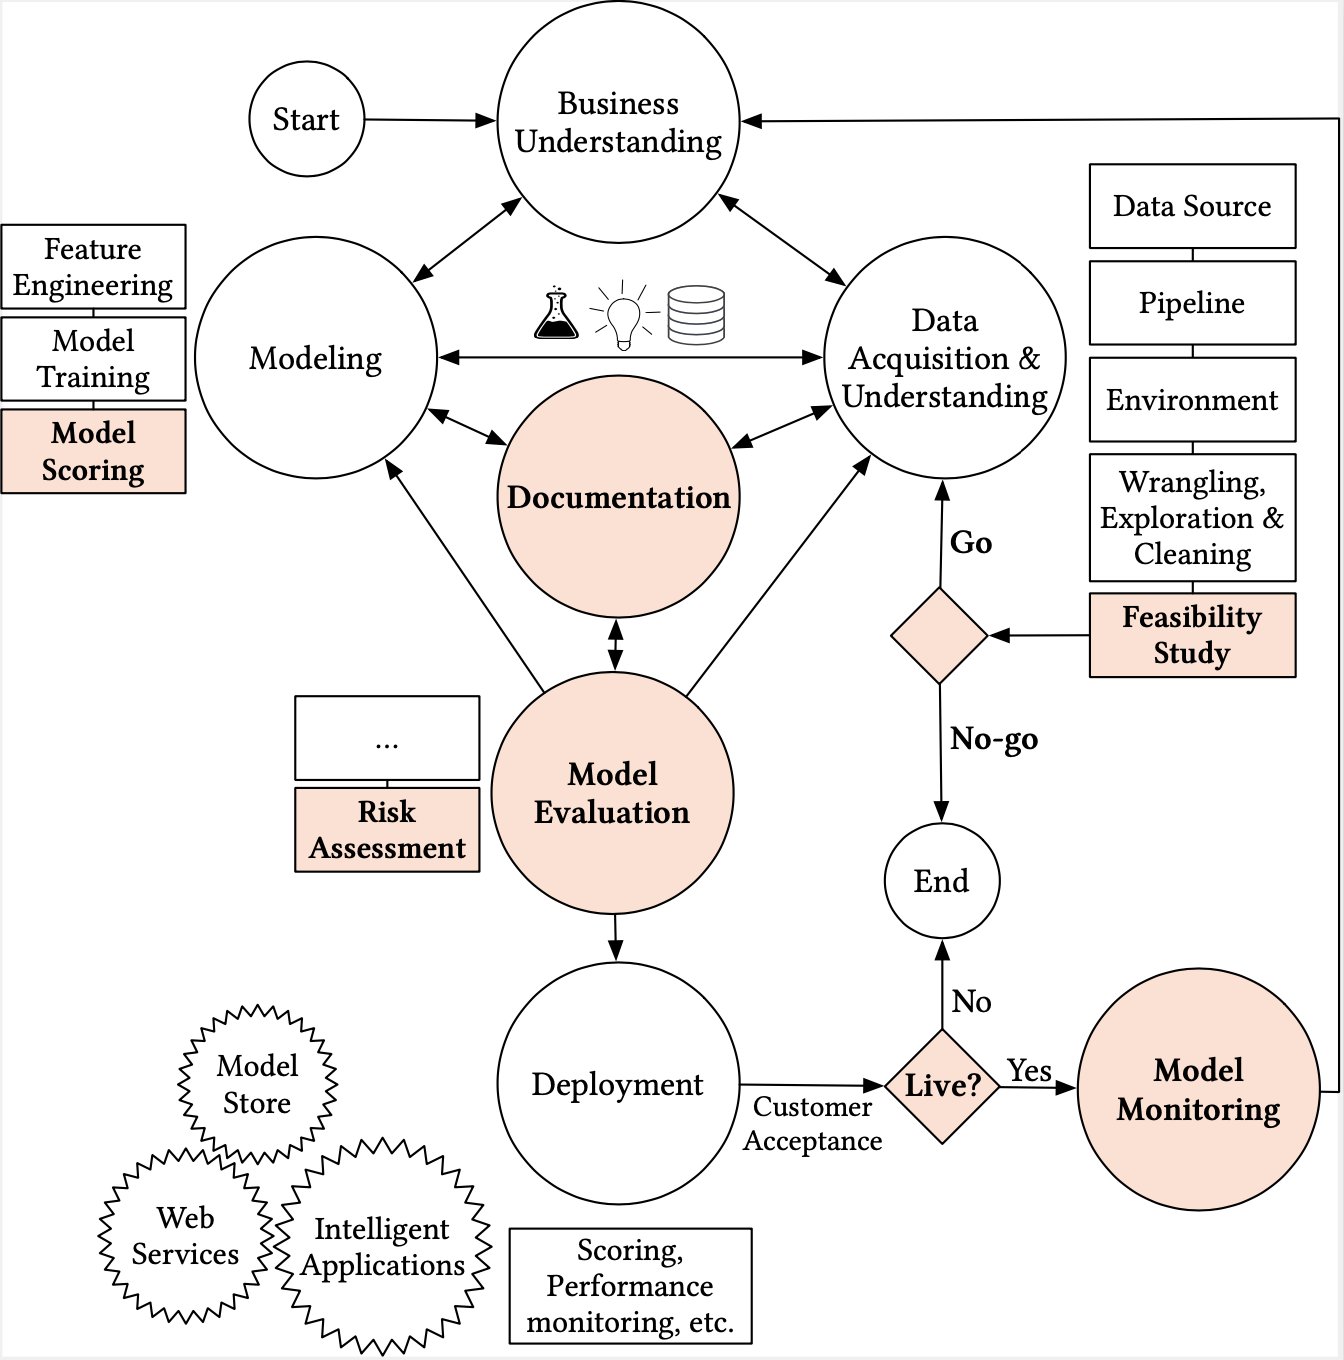 Start
Business
Understanding
Data Source
Feature
Engineering
Pipeline
Model
Training
Modeling
Data
Acquisition &
Understanding
Environment
Model
Scoring
Documentation
Wrangling,
Exploration &
Cleaning
Go
Feasibility
Study
No-go
...
Risk
Assessment
Model
Evaluation
End
No
Model
Store
Deployment
Customer
Acceptance
Live?
Yes
Model
Monitoring
Web
Services
Intelligent
Applications
Scoring,
Performance
monitoring, etc.